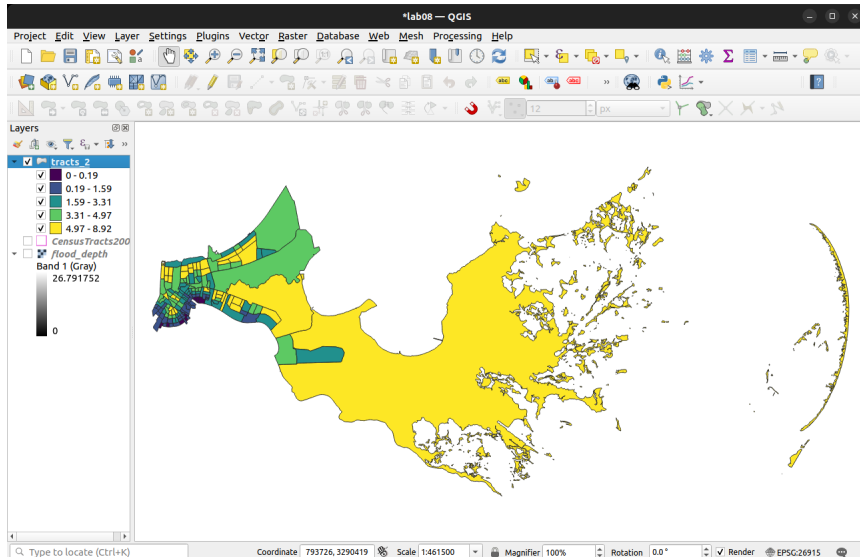 *lab08 — QGIS
Project Edit View Layer Settings Plugins Vector Raster Database Web Mesh Processing Help
abc abc abc »
12 px
Layers
»
tracts_2
0 - 0.19
0.19 - 1.59
1.59 - 3.31
3.31 - 4.97
4.97 - 8.92
CensusTracts200
flood_depth
Band 1 (Gray)
26.791752
0
Type to locate (Ctrl+K) Coordinate 793726, 3290419 Scale 1:461500 Magnifier 100% Rotation 0.0 ° Render EPSG:26915